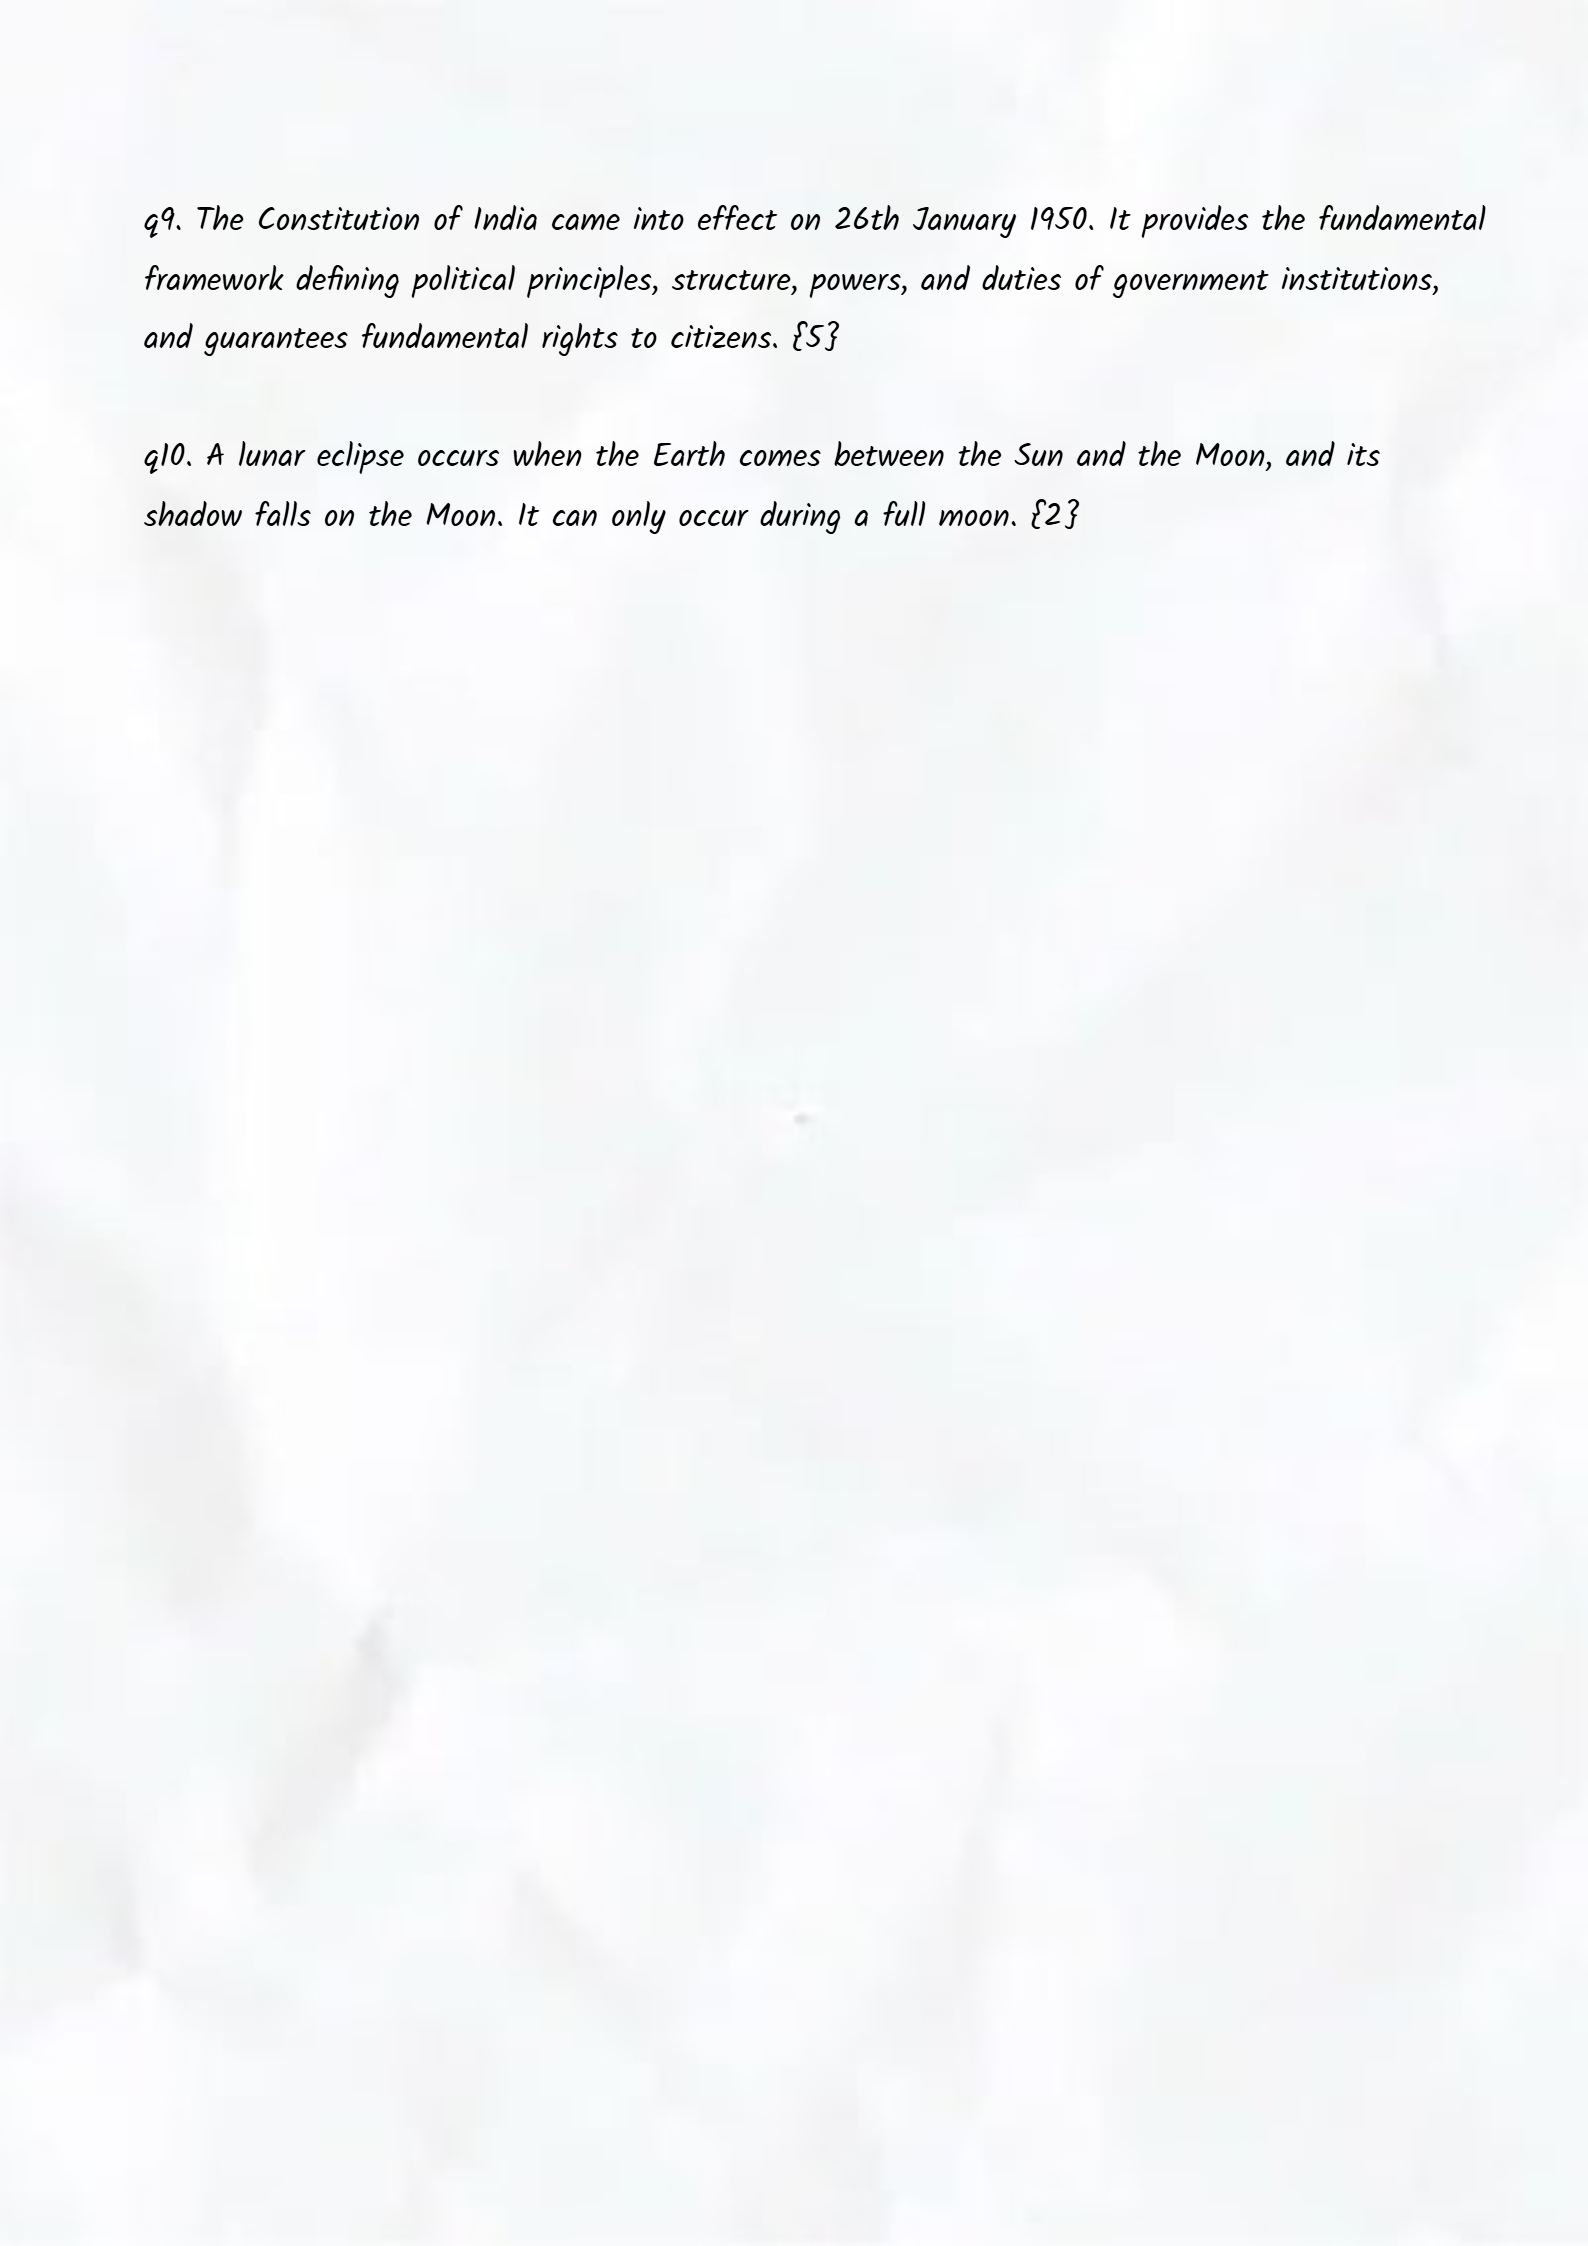 q9. The Constitution of India came into effect on 26th January 1950. It provides the fundamental
framework defining political principles, structure, powers, and duties of government institutions,
and guarantees fundamental rights to citizens. {5}
q10. A lunar eclipse occurs when the Earth comes between the Sun and the Moon, and its
shadow falls on the Moon. It can only occur during a full moon. {2}